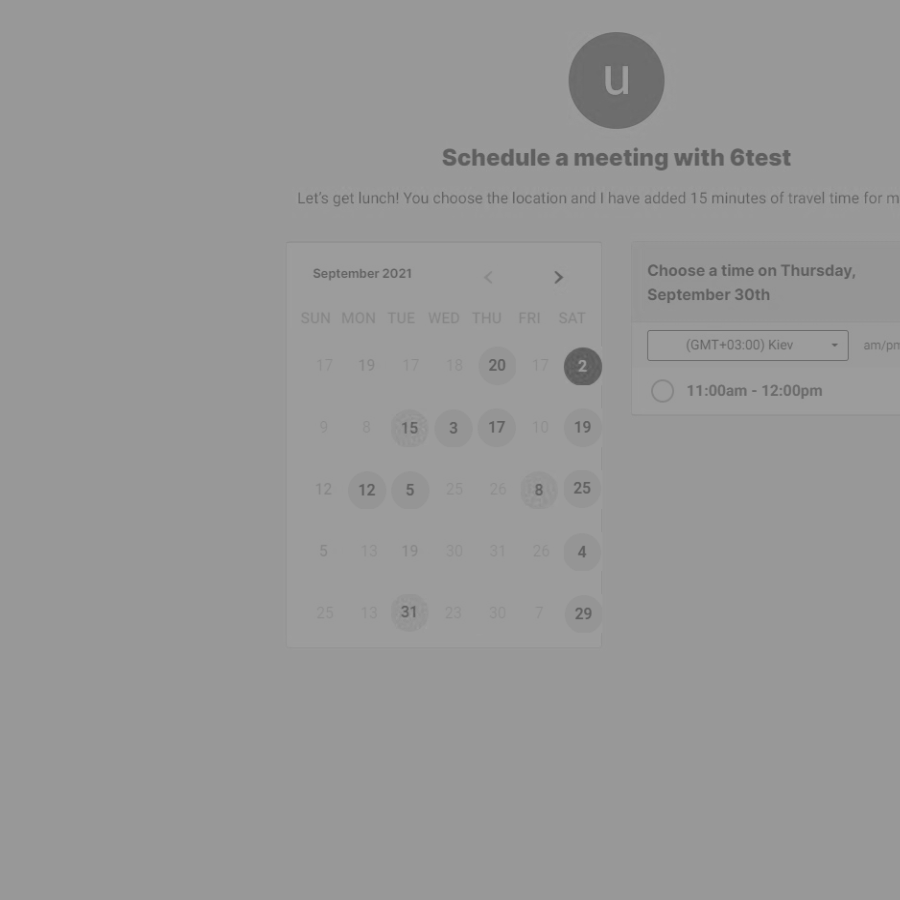 u
Schedule a meeting with 6test
Let's get lunch! You choose the location and I have added 15 minutes of travel time for m
September 2021
SUN MON TUE WED THU FRI SAT
17 19 17 18 20 17 2
9 8 15 3 17 10 19
12 12 5 25 26 8 25
5 13 19 30 31 26 4
25 13 31 23 30 7 29
Choose a time on Thursday,
September 30th
(GMT+03:00) Kiev am/pm
11:00am - 12:00pm